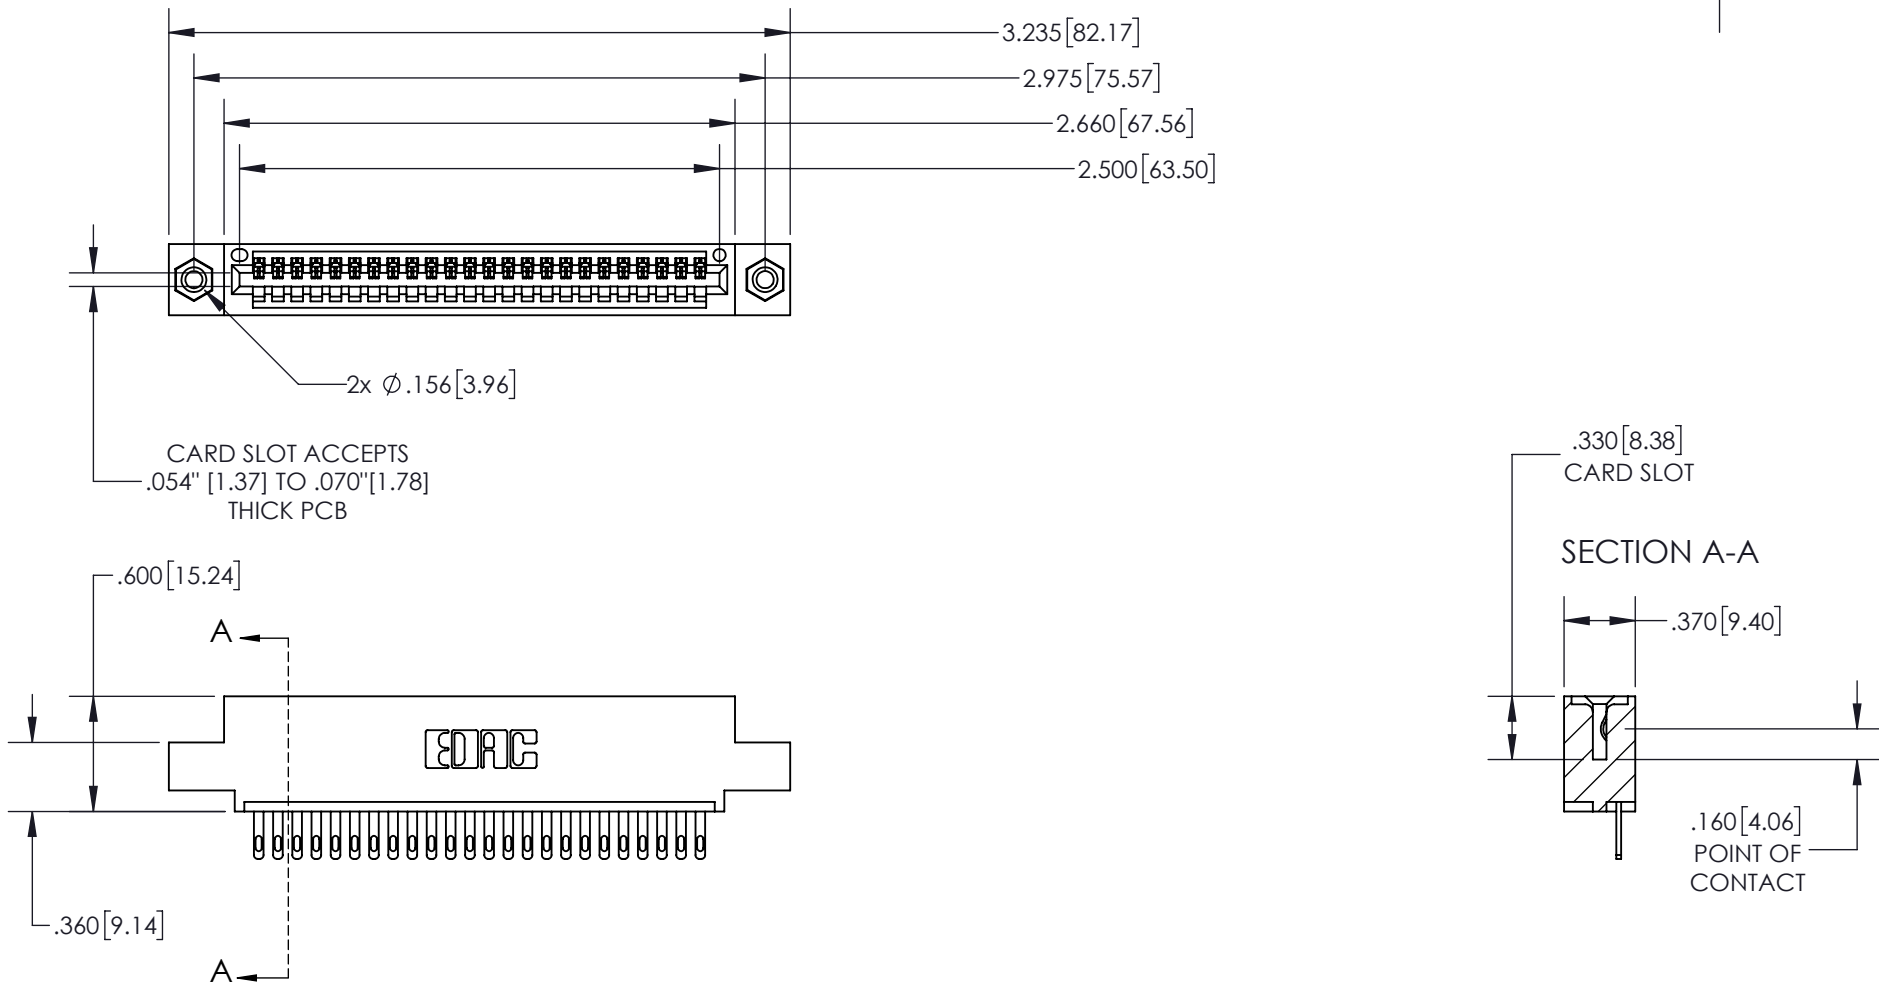 3.235[82.17]
2.975[75.57]
2.660[67.56]
2.500[63.50]
2x Ø.156[3.96]
CARD SLOT ACCEPTS
.054" [1.37] TO .070"[1.78]
THICK PCB
.330[8.38]
CARD SLOT
SECTION A-A
.600[15.24]
.370[9.40]
A
EDAC
.160[4.06]
POINT OF
CONTACT
.360[9.14]
A